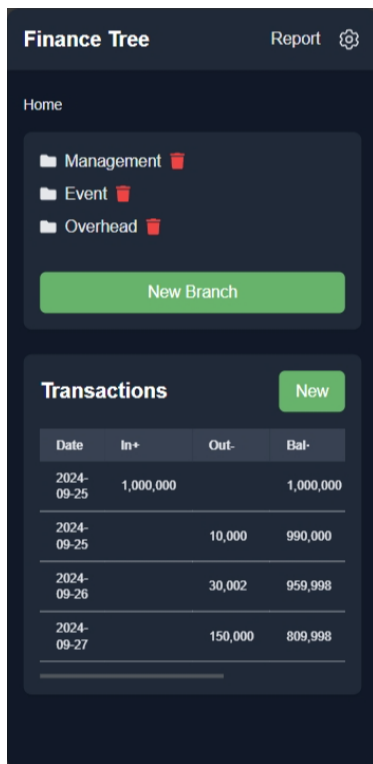 Finance Tree Report
Home
Management
Event
Overhead
New Branch
Transactions New
Date In+ Out- Bal-
2024-
09-25 1,000,000 1,000,000
2024-
09-25 10,000 990,000
2024-
09-26 30,002 959,998
2024-
09-27 150,000 809,998